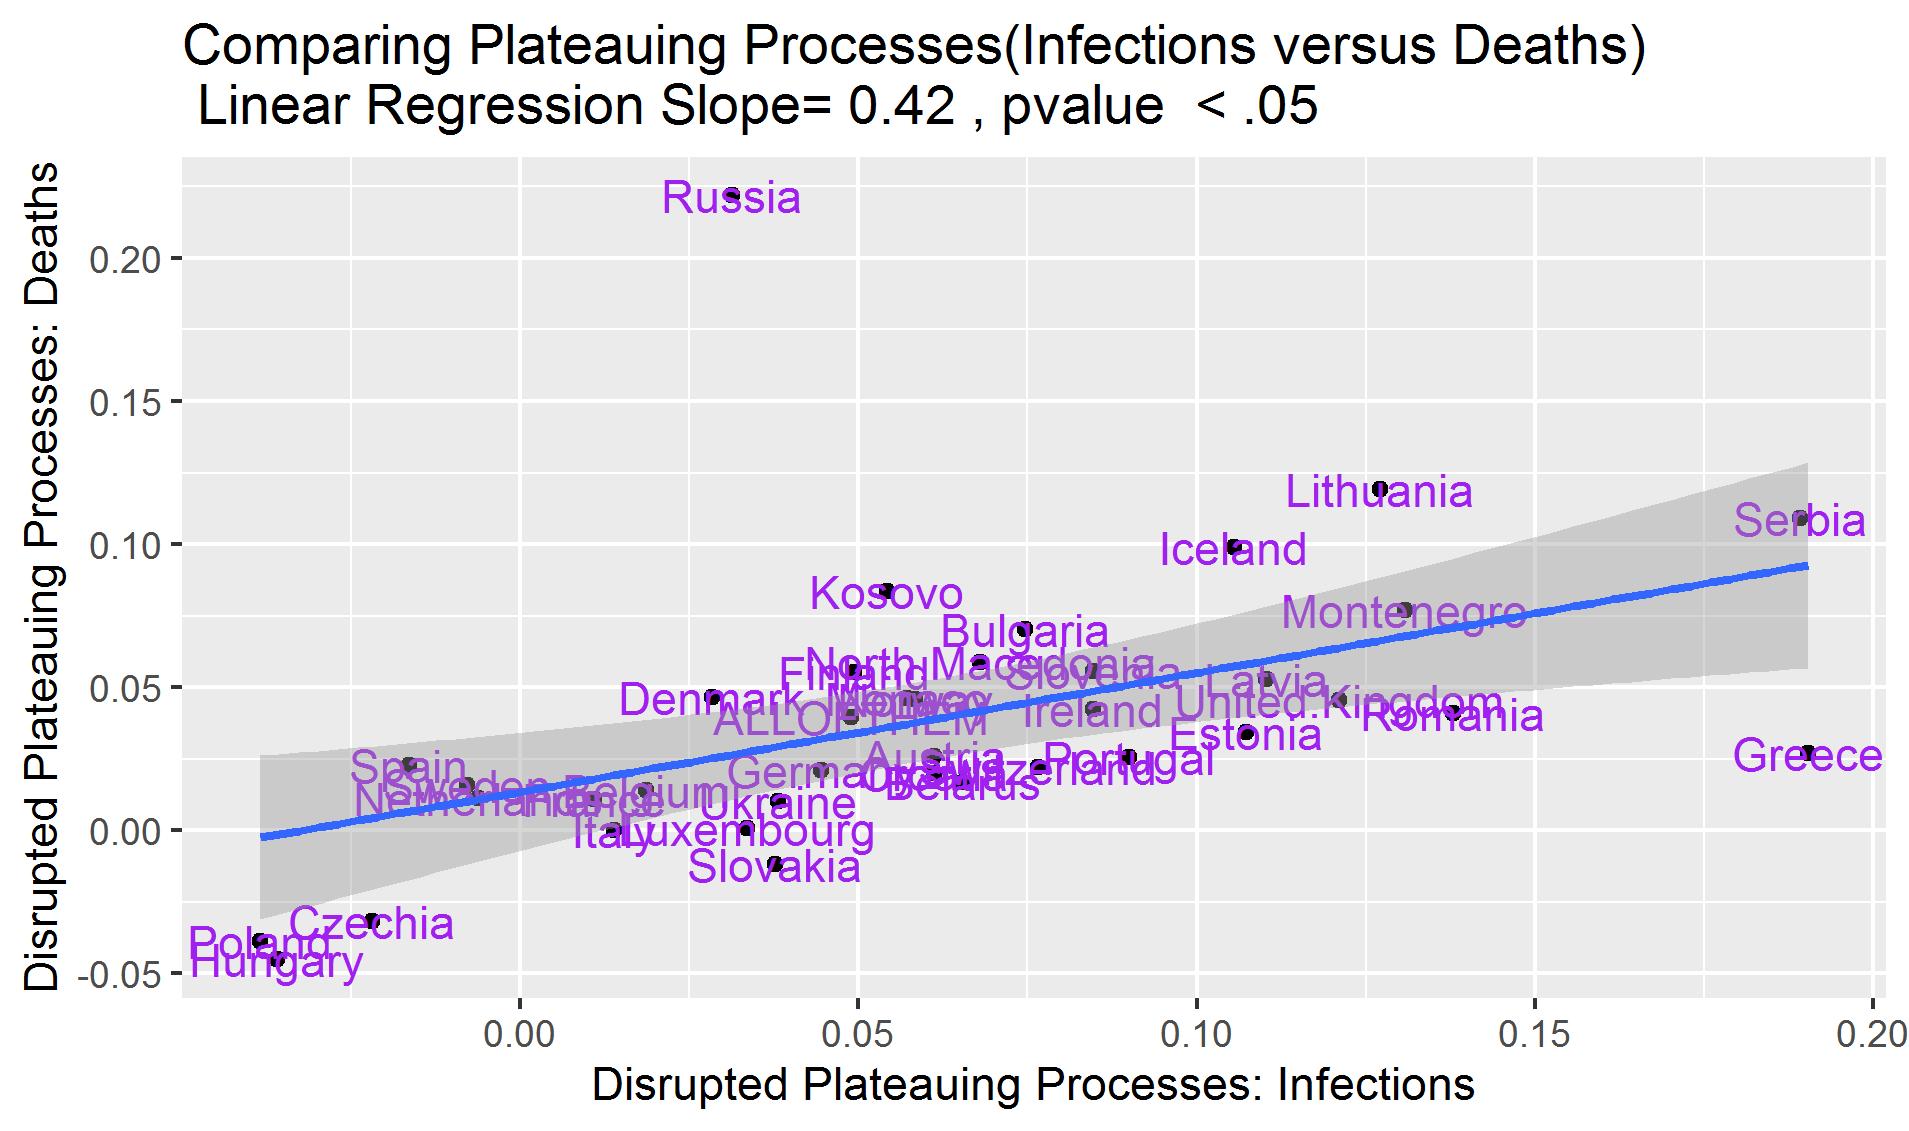 Comparing Plateauing Processes(Infections versus Deaths)
Linear Regression Slope= 0.42 , pvalue < .05
Disrupted Plateauing Processes: Deaths
0.20
0.15
0.10
0.05
0.00
-0.05
Russia
Lithuania
Serbia
Iceland
Kosovo
Montenegro
Bulgaria
North Macedonia
Finland
Slovenia
Latvia
Denmark
Norway
United Kingdom
Ireland
Romania
ALLOFTHEM
Estonia
Austria
Portugal
Greece
Spain
Germany
Switzerland
Sweden
Belarus
Netherlands
France
Belgium
Ukraine
Italy
Luxembourg
Slovakia
Czechia
Poland
Hungary
0.00
0.05
0.10
0.15
0.20
Disrupted Plateauing Processes: Infections